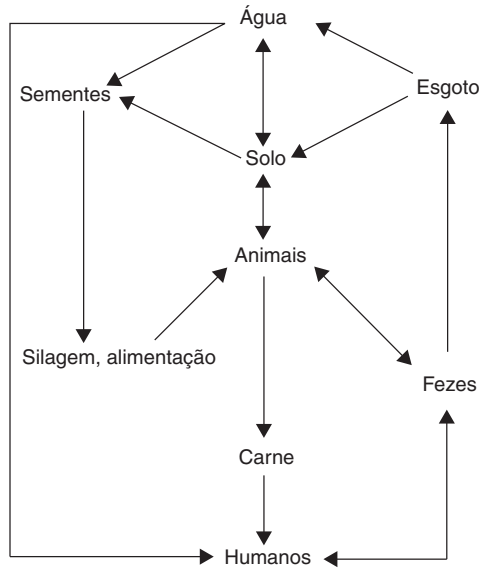 Água
Sementes
Esgoto
Solo
Animais
Silagem, alimentação
Fezes
Carne
Humanos